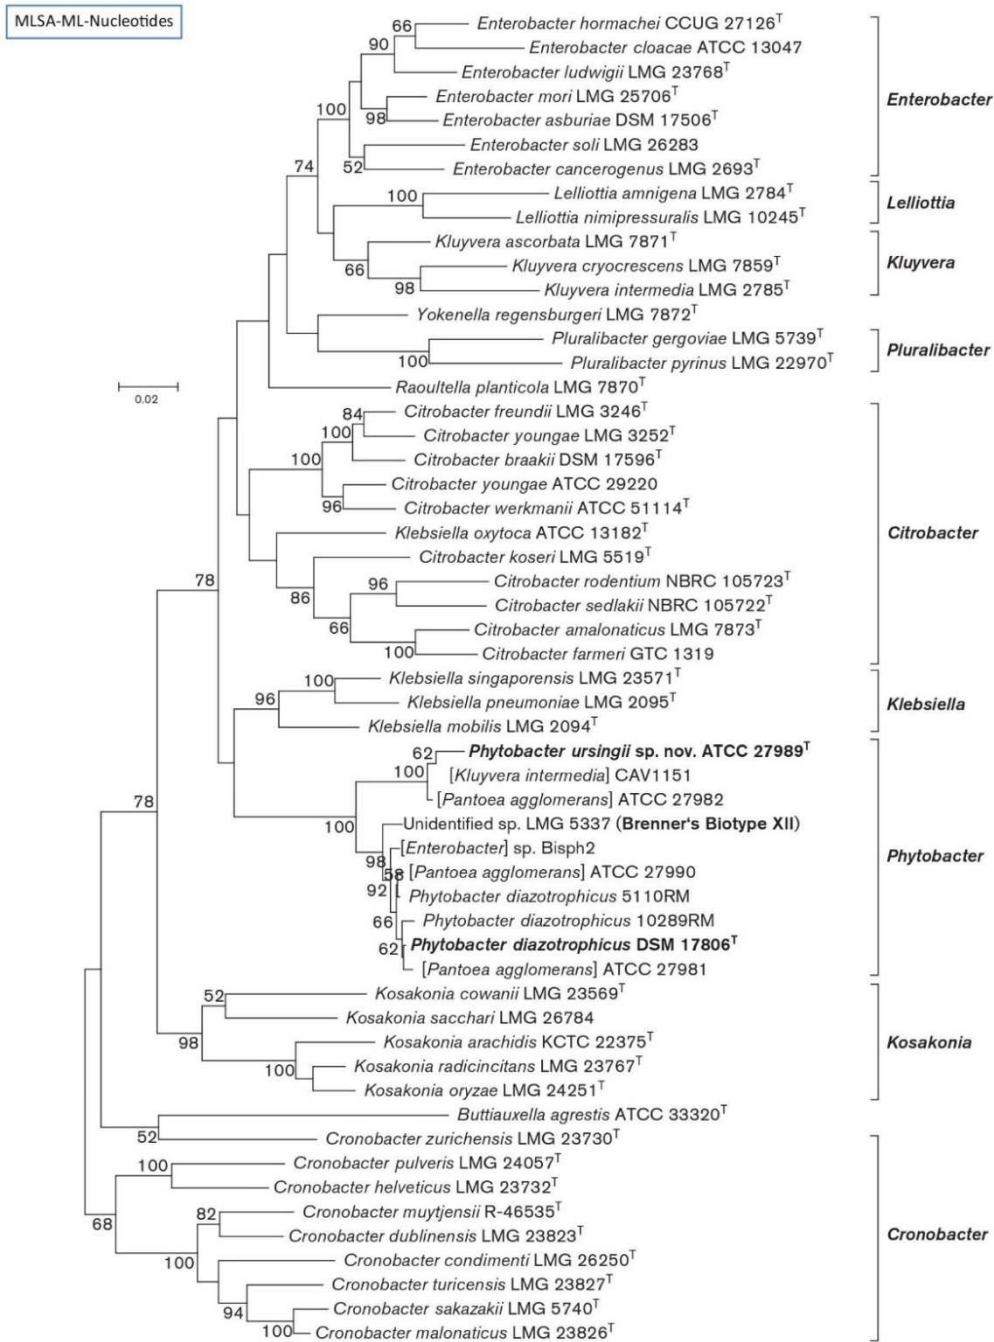 MLSA-ML-Nucleotides
66
Enterobacter hormachei CCUG 27126T
90
Enterobacter cloacae ATCC 13047
Enterobacter ludwigii LMG 23768T
Enterobacter mori LMG 25706T
Enterobacter
100
98
Enterobacter asburiae DSM 17506T
Enterobacter soli LMG 26283
74
52
Enterobacter cancerogenus LMG 2693T
100
Lelliottia amnigena LMG 2784T
Lelliottia
Lelliottia nimipressuralis LMG 10245T
Kluyvera ascorbata LMG 7871T
66
Kluyvera cryocrescens LMG 7859T
Kluyvera
98
Kluyvera intermedia LMG 2785T
Yokenella regensburgeri LMG 7872T
Pluralibacter gergoviae LMG 5739T
Pluralibacter
100
Pluralibacter pyrinus LMG 22970T
Raoultella planticola LMG 7870T
0.02
84
Citrobacter freundii LMG 3246T
100
Citrobacter youngae LMG 3252T
100
Citrobacter braakii DSM 17596T
Citrobacter youngae ATCC 29220
96
Citrobacter werkmanii ATCC 51114T
Klebsiella oxytoca ATCC 13182T
Citrobacter
Citrobacter koseri LMG 5519T
78
96
Citrobacter rodentium NBRC 105723T
86
Citrobacter sedlakii NBRC 105722T
66
Citrobacter amalonaticus LMG 7873T
100
Citrobacter farmeri GTC 1319
100
Klebsiella singaporensis LMG 23571T
96
Klebsiella pneumoniae LMG 2095T
Klebsiella
Klebsiella mobilis LMG 2094T
62
Phytobacter ursingii sp. nov. ATCC 27989T
100
[Kluyvera intermedia] CAV1151
78
[Pantoea agglomerans] ATCC 27982
100
Unidentified sp. LMG 5337 (Brenner's Biotype XII)
98
[Enterobacter] sp. Bisph2
Phytobacter
58
[Pantoea agglomerans] ATCC 27990
92
Phytobacter diazotrophicus 5110RM
66
Phytobacter diazotrophicus 10289RM
62
Phytobacter diazotrophicus DSM 17806T
[Pantoea agglomerans] ATCC 27981
52
Kosakonia cowanii LMG 23569T
Kosakonia sacchari LMG 26784
98
Kosakonia arachidis KCTC 22375T
Kosakonia
100
Kosakonia radicincitans LMG 23767T
Kosakonia oryzae LMG 24251T
Buttiauxella agrestis ATCC 33320T
52
Cronobacter zurichensis LMG 23730T
100
Cronobacter pulveris LMG 24057T
Cronobacter helveticus LMG 23732T
68
82
Cronobacter muytjensii R-46535T
Cronobacter dublinensis LMG 23823T
Cronobacter
100
Cronobacter condimenti LMG 26250T
Cronobacter turicensis LMG 23827T
94
Cronobacter sakazakii LMG 5740T
100
Cronobacter malonaticus LMG 23826T